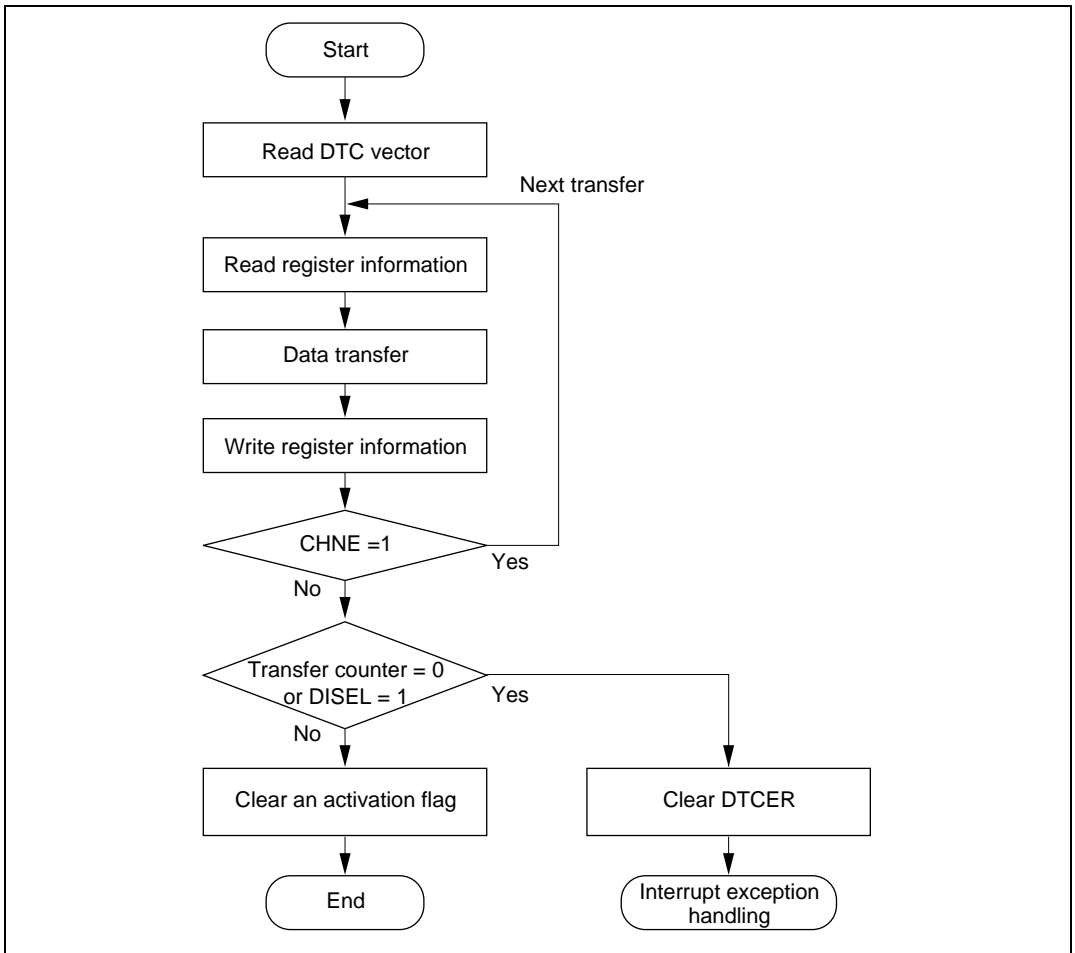 Start
Read DTC vector
Next transfer
Read register information
Data transfer
Write register information
CHNE =1
Yes
No
Transfer counter = 0
or DISEL = 1
Yes
No
Clear an activation flag
Clear DTCER
End
Interrupt exception
handling